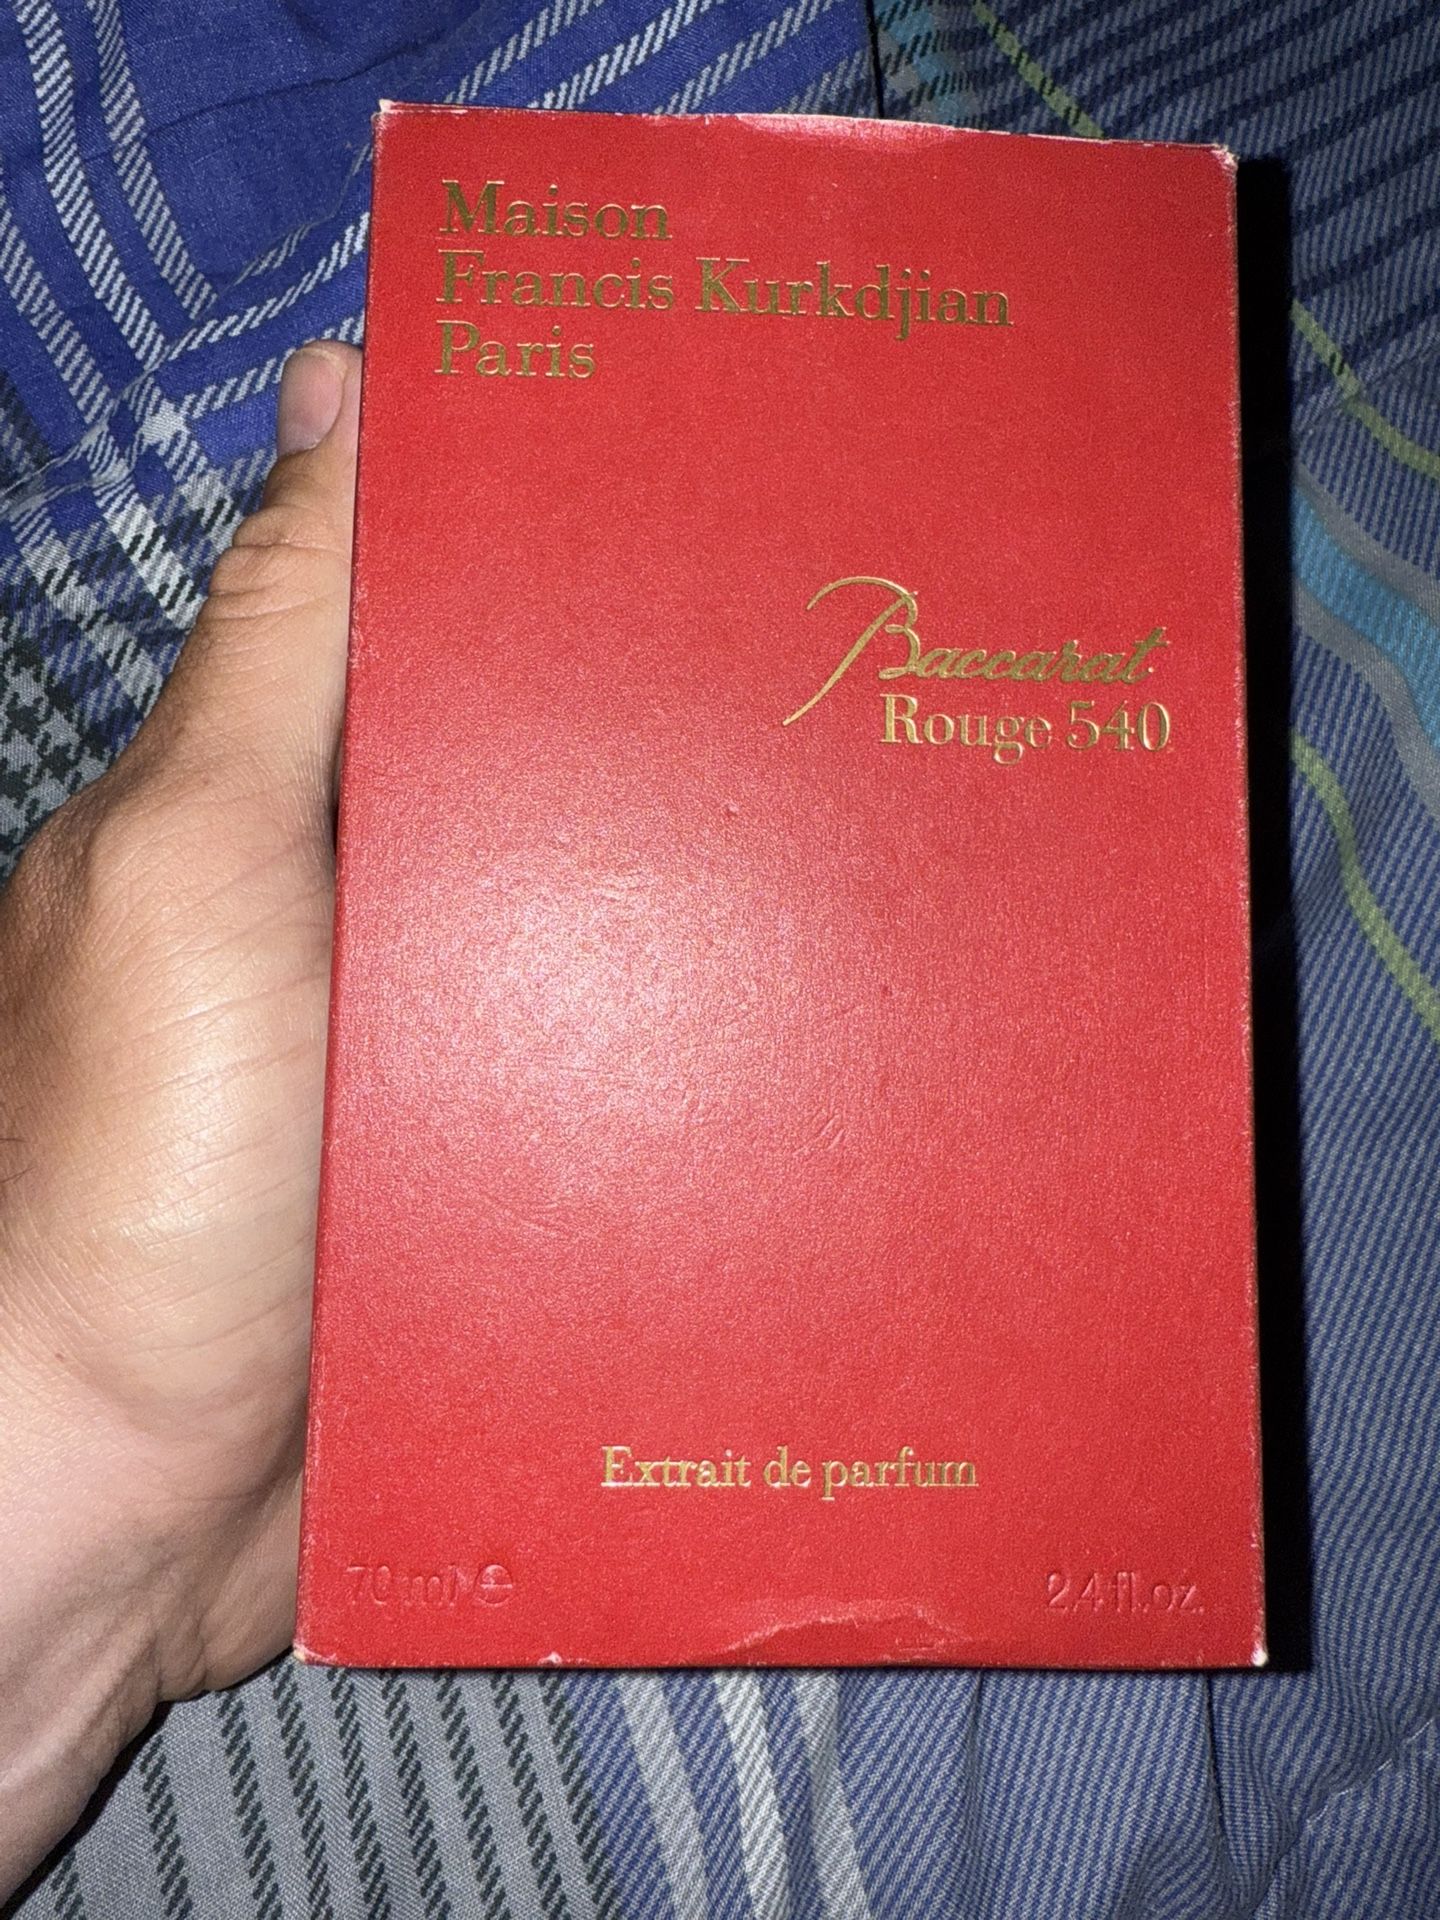 Maison
Francis Kurkdjian
Paris
Baccarat
Rouge 540
Extrait de parfum
70 ml ℮
2.4 fl.oz.